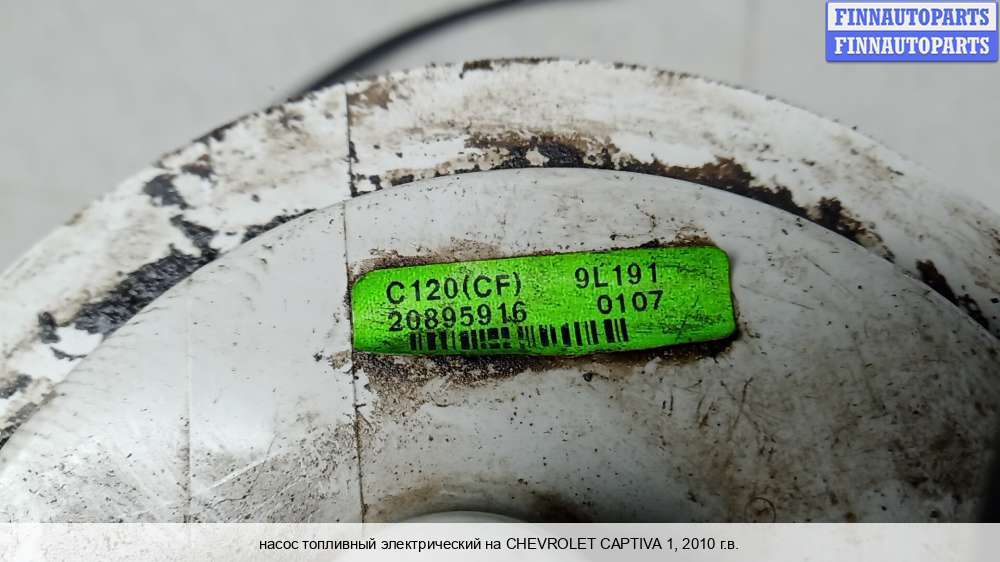 FINNAUTOPARTS
FINNAUTOPARTS
C120(CF) 9L191
20895916 0107
насос топливный электрический на CHEVROLET CAPTIVA 1, 2010 г.в.